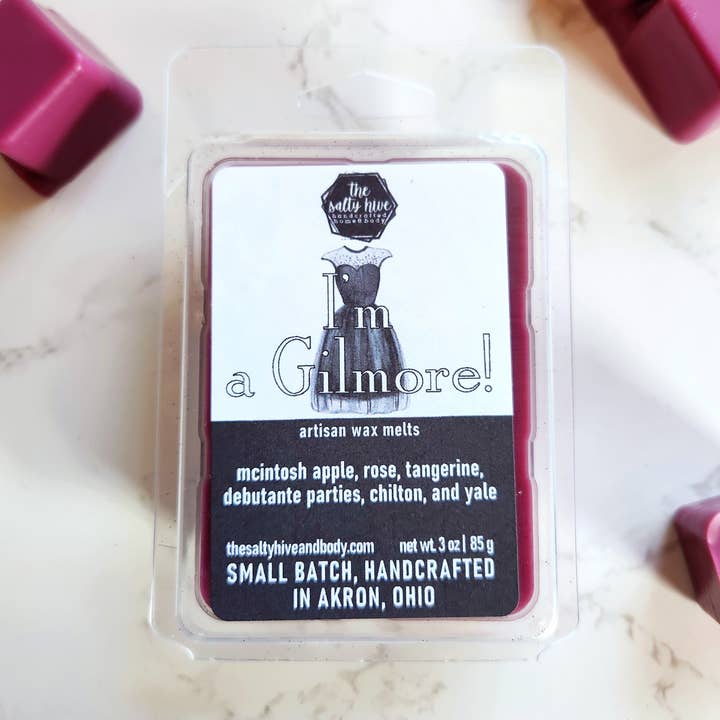 the
salty hive
handcrafted
home&body
I'm
a Gilmore!
artisan wax melts
mcintosh apple, rose, tangerine,
debutante parties, chilton, and yale
thesaltyhiveandbody.com net wt. 3 oz | 85 g
SMALL BATCH, HANDCRAFTED
IN AKRON, OHIO